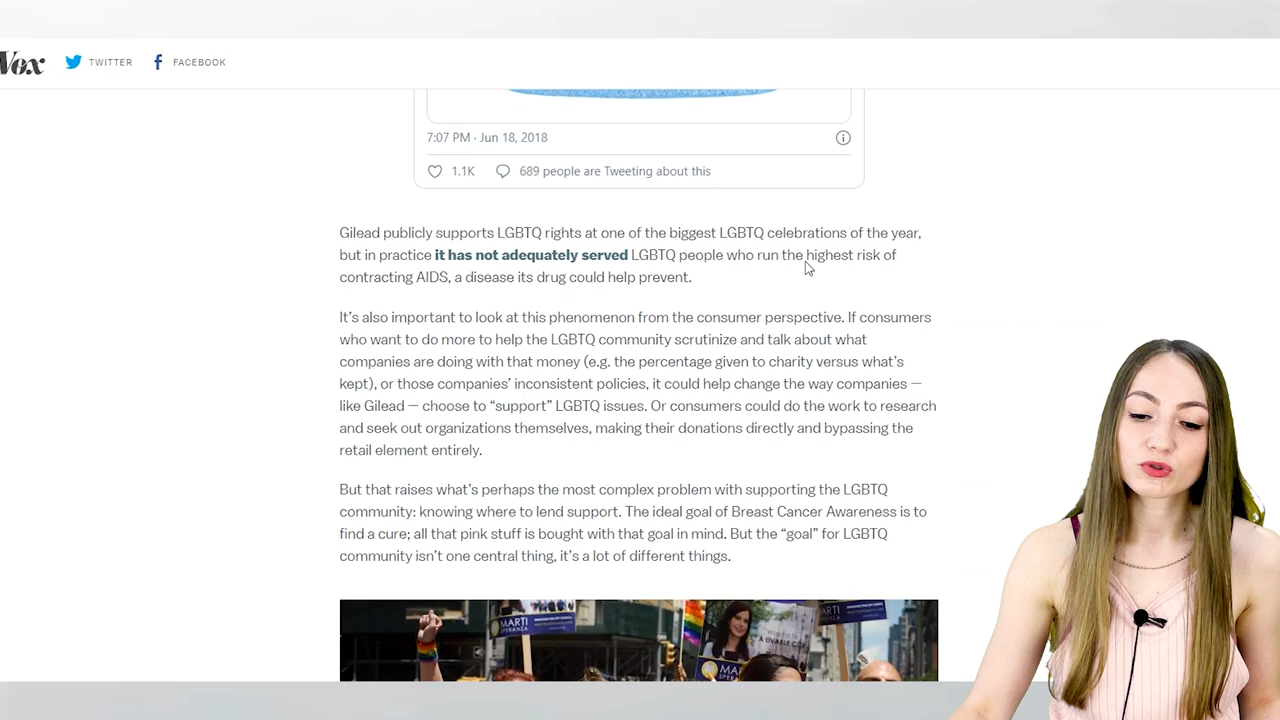 Vox TWITTER FACEBOOK
7:07 PM · Jun 18, 2018
1.1K 689 people are Tweeting about this
Gilead publicly supports LGBTQ rights at one of the biggest LGBTQ celebrations of the year,
but in practice it has not adequately served LGBTQ people who run the highest risk of
contracting AIDS, a disease its drug could help prevent.
It’s also important to look at this phenomenon from the consumer perspective. If consumers
who want to do more to help the LGBTQ community scrutinize and talk about what
companies are doing with that money (e.g. the percentage given to charity versus what’s
kept), or those companies’ inconsistent policies, it could help change the way companies —
like Gilead — choose to “support” LGBTQ issues. Or consumers could do the work to research
and seek out organizations themselves, making their donations directly and bypassing the
retail element entirely.
But that raises what’s perhaps the most complex problem with supporting the LGBTQ
community: knowing where to lend support. The ideal goal of Breast Cancer Awareness is to
find a cure; all that pink stuff is bought with that goal in mind. But the “goal” for LGBTQ
community isn’t one central thing, it’s a lot of different things.
MARTI
SPERANZA
A LIVABLE
MARTI